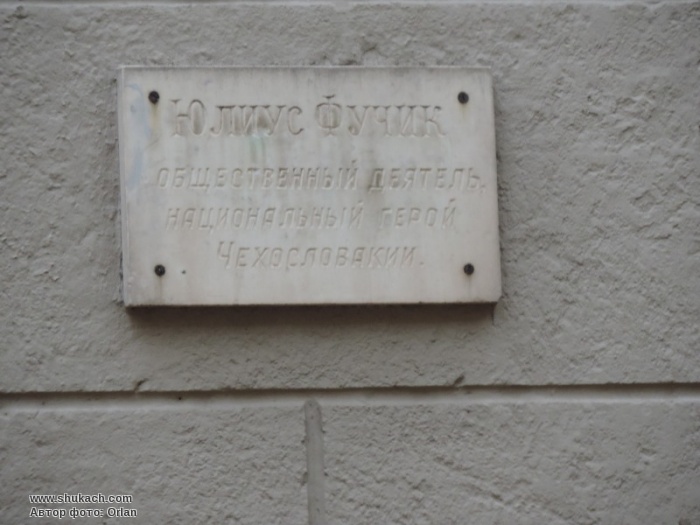 Юлиус Фучик
общественный деятель,
национальный герой
Чехословакии.
www.shukach.com
Автор фото: Orlan